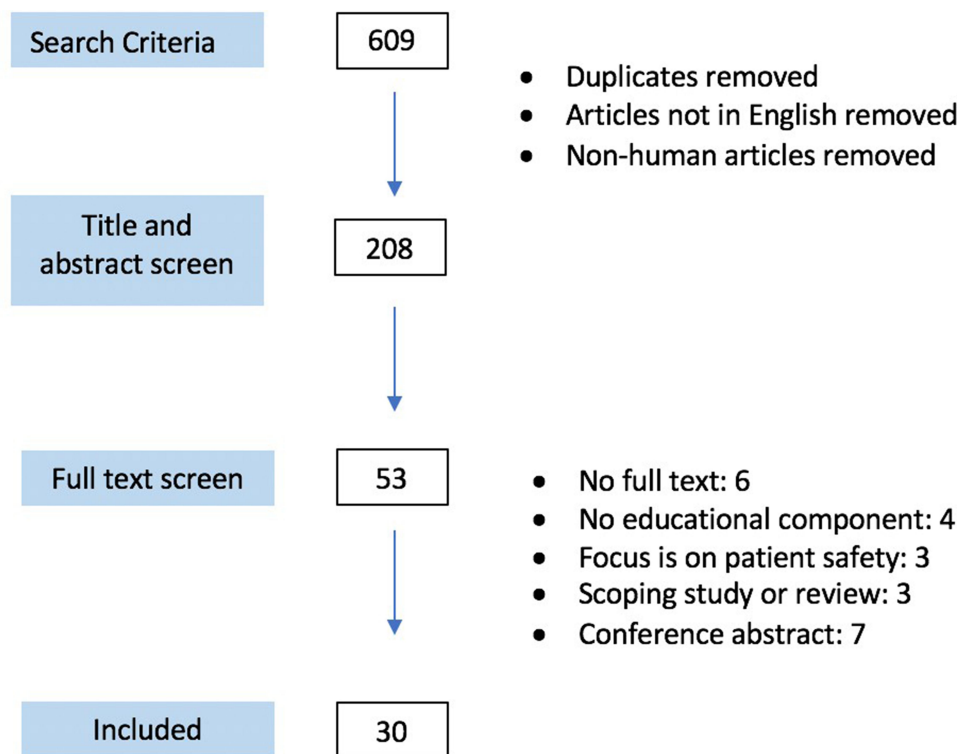 Search Criteria
609
• Duplicates removed
• Articles not in English removed
• Non-human articles removed
Title and
abstract screen
208
Full text screen
53
• No full text: 6
• No educational component: 4
• Focus is on patient safety: 3
• Scoping study or review: 3
• Conference abstract: 7
Included
30